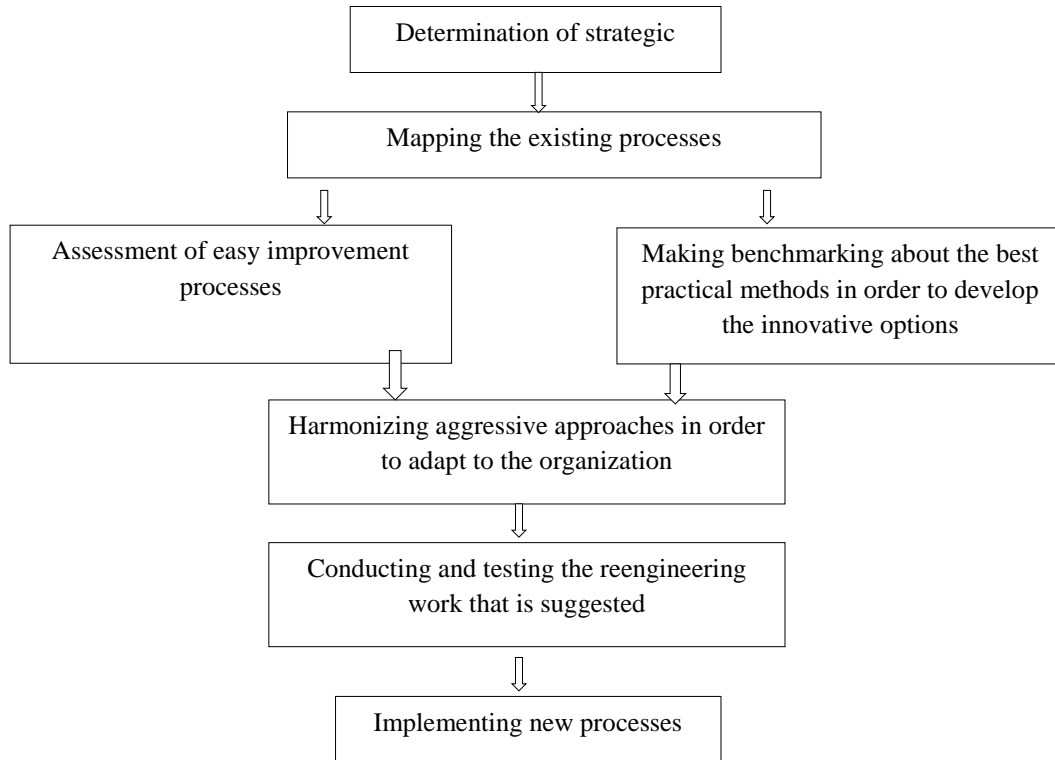 Determination of strategic
Mapping the existing processes
Assessment of easy improvement
processes
Making benchmarking about the best
practical methods in order to develop
the innovative options
Harmonizing aggressive approaches in order
to adapt to the organization
Conducting and testing the reengineering
work that is suggested
Implementing new processes